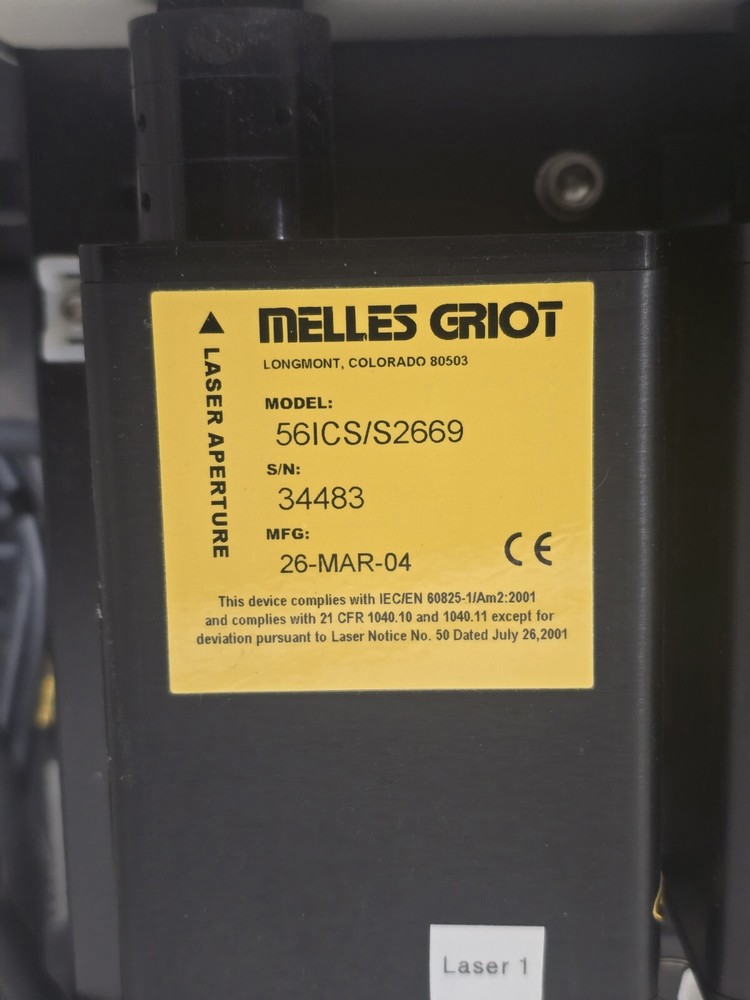 MELLES GRIOT
LONGMONT, COLORADO 80503
▲ LASER APERTURE
MODEL:
56ICS/S2669
S/N:
34483
MFG:
26-MAR-04
CE
This device complies with IEC/EN 60825-1/Am2:2001
and complies with 21 CFR 1040.10 and 1040.11 except for
deviation pursuant to Laser Notice No. 50 Dated July 26,2001
Laser 1